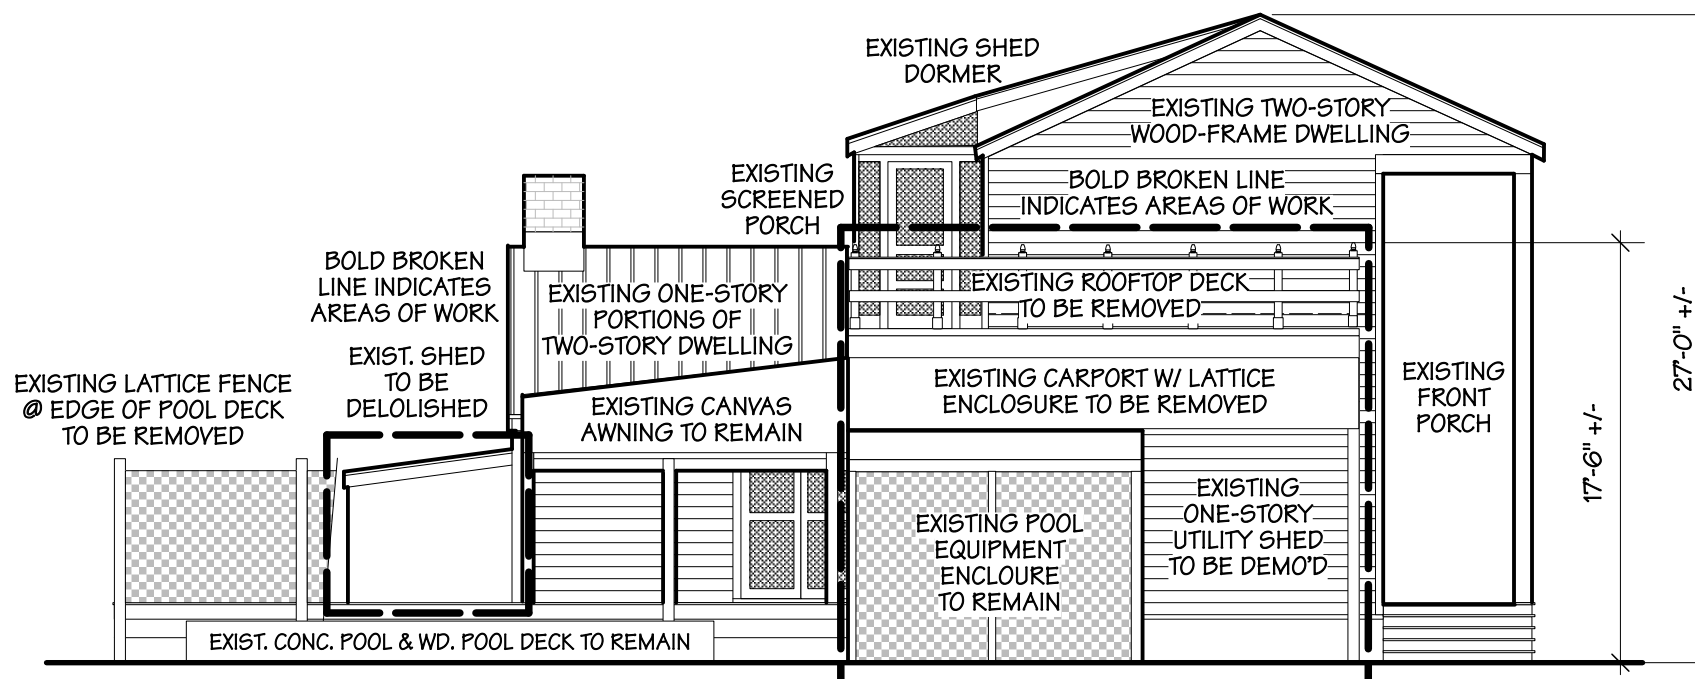 EXISTING SHED
DORMER
EXISTING TWO-STORY
WOOD-FRAME DWELLING
EXISTING
SCREENED
PORCH
BOLD BROKEN LINE
INDICATES AREAS OF WORK
BOLD BROKEN
LINE INDICATES
AREAS OF WORK
EXISTING ONE-STORY
PORTIONS OF
TWO-STORY DWELLING
EXISTING ROOFTOP DECK
TO BE REMOVED
EXIST. SHED
TO BE
DELOLISHED
EXISTING LATTICE FENCE
@ EDGE OF POOL DECK
TO BE REMOVED
EXISTING CANVAS
AWNING TO REMAIN
EXISTING CARPORT W/ LATTICE
ENCLOSURE TO BE REMOVED
EXISTING
FRONT
PORCH
EXISTING POOL
EQUIPMENT
ENCLOURE
TO REMAIN
EXISTING
ONE-STORY
UTILITY SHED
TO BE DEMO'D
EXIST. CONC. POOL & WD. POOL DECK TO REMAIN
17'-6" +/-
27'-0" +/-